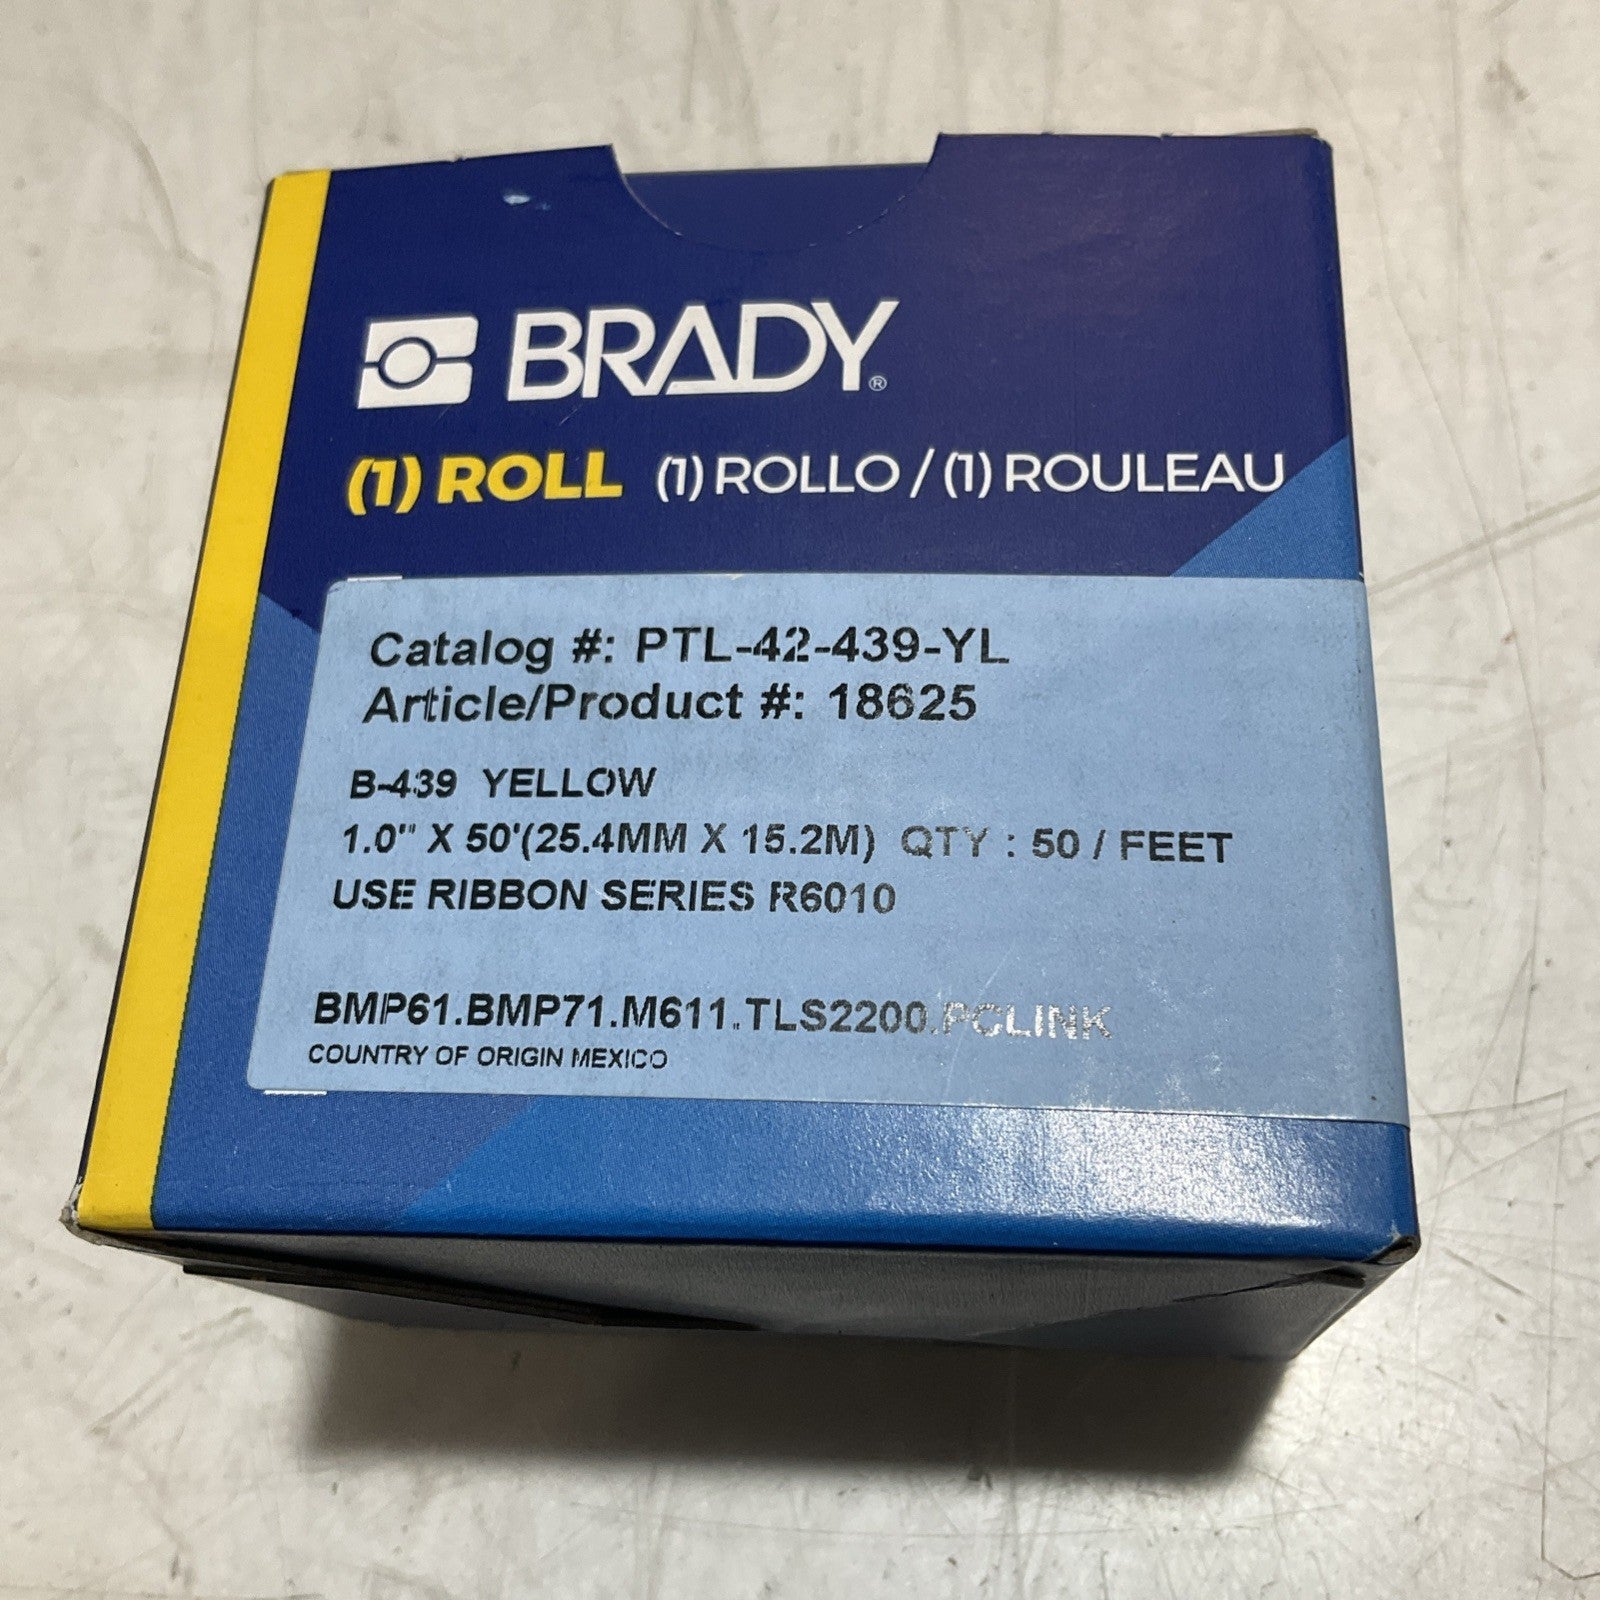 BRADY®
(1) ROLL (1) ROLLO / (1) ROULEAU
Catalog #: PTL-42-439-YL
Article/Product #: 18625
B-439 YELLOW
1.0" X 50'(25.4MM X 15.2M) QTY : 50 / FEET
USE RIBBON SERIES R6010
BMP61.BMP71.M611.TLS2200.PCLINK
COUNTRY OF ORIGIN MEXICO